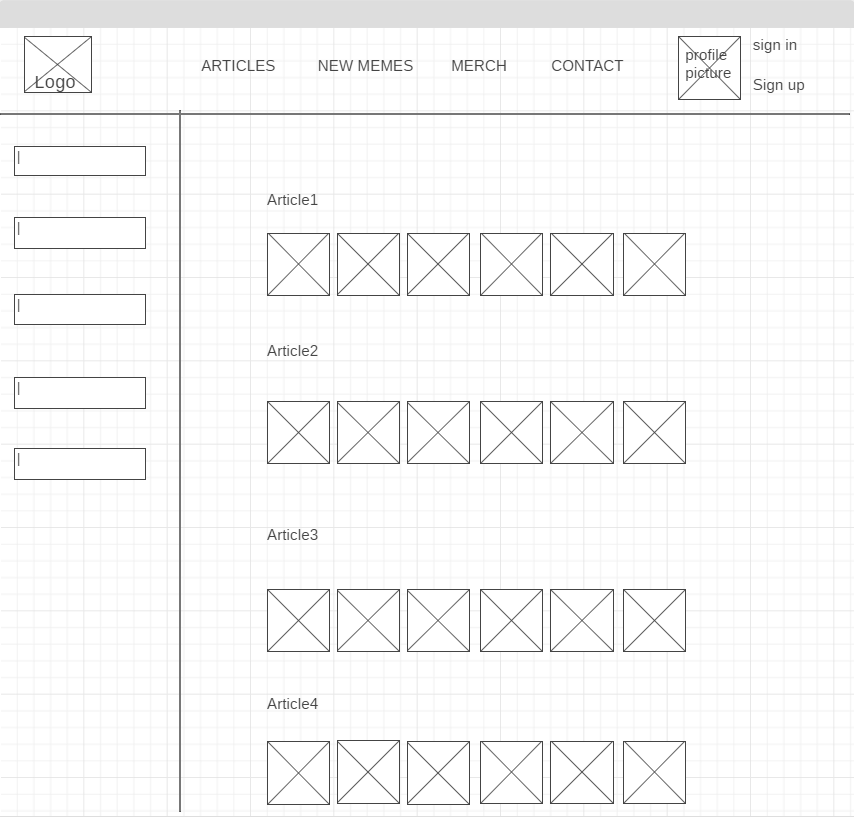 Logo
ARTICLES
NEW MEMES
MERCH
CONTACT
profile
picture
sign in
Sign up
Article1
Article2
Article3
Article4